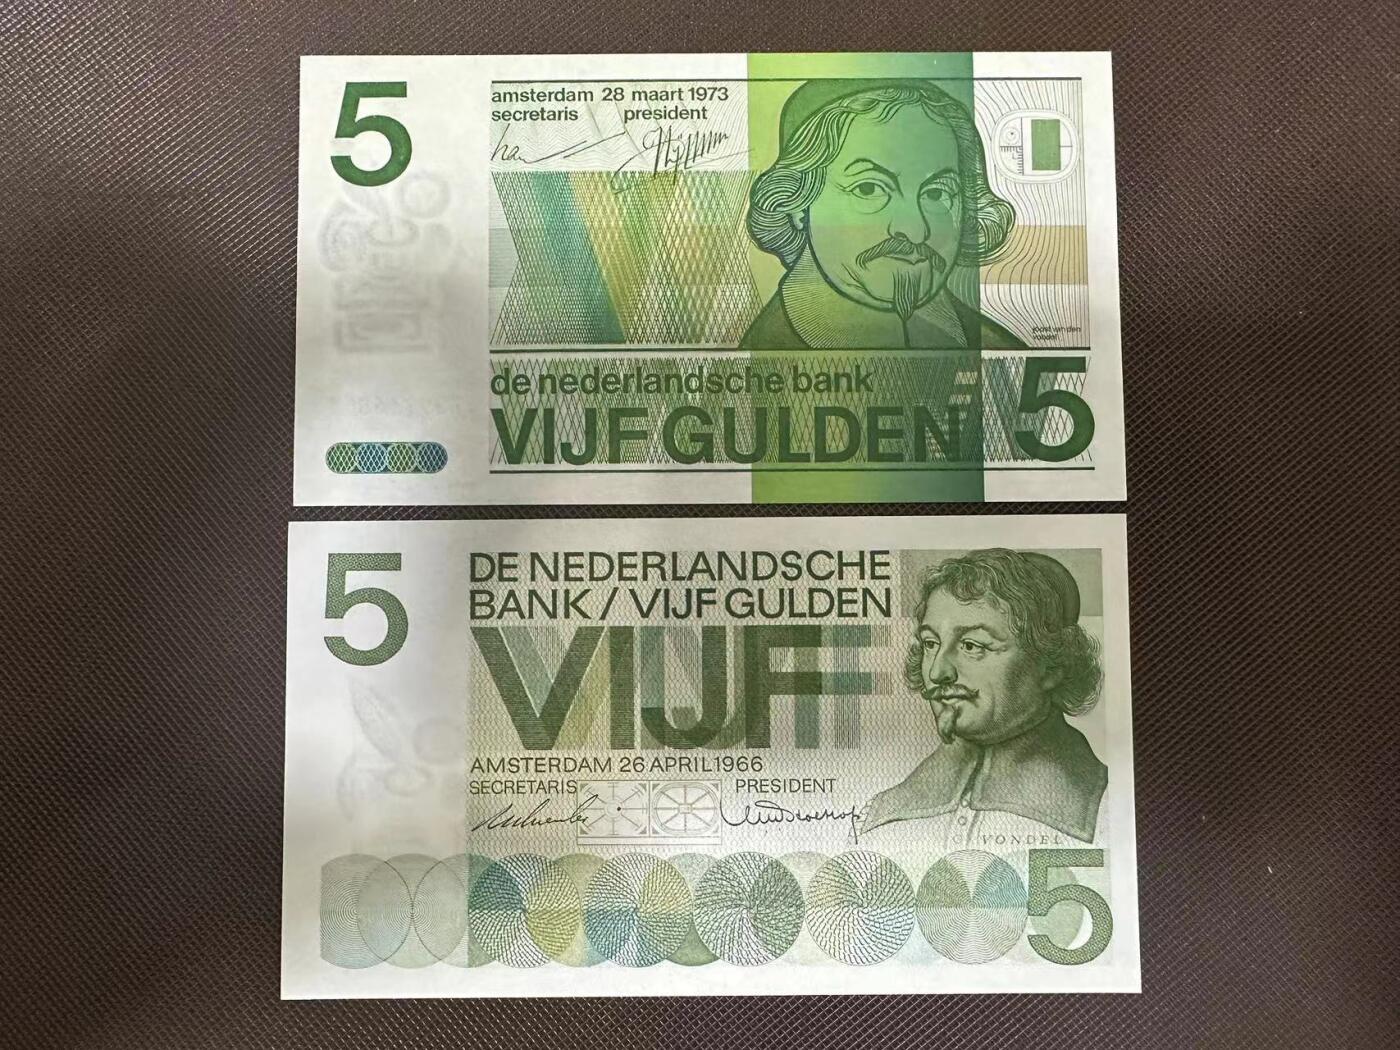 5
amsterdam 28 maart 1973
secretaris president
joost van den
vondel
de nederlandsche bank
VIJF GULDEN 5
5
DE NEDERLANDSCHE
BANK / VIJF GULDEN
VIJF
AMSTERDAM 26 APRIL 1966
SECRETARIS PRESIDENT
VONDEL
5